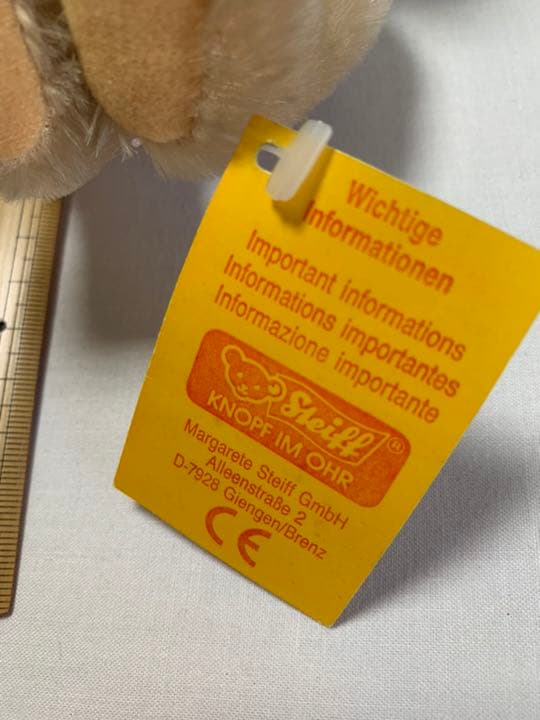 Wichtige
Informationen
Important informations
Informations importantes
Informazione importante
Steiff
KNOPF IM OHR
Margarete Steiff GmbH
Alleenstraße 2
D-7928 Giengen/Brenz
CE